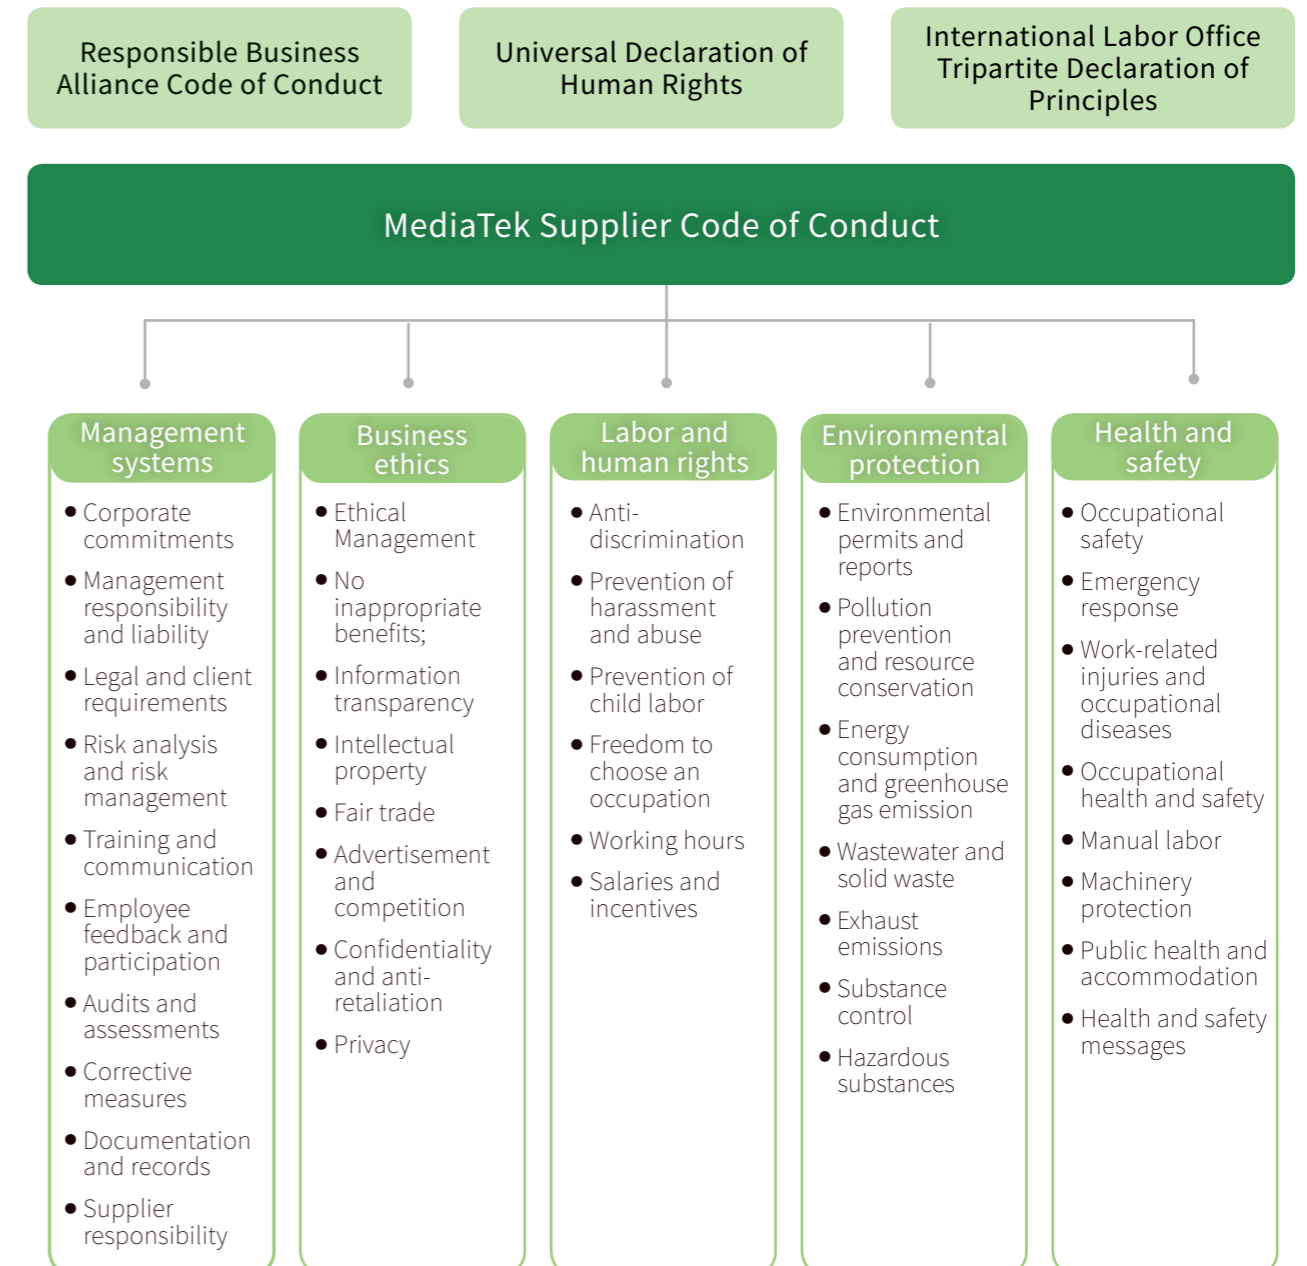 Responsible Business
Alliance Code of Conduct
Universal Declaration of
Human Rights
International Labor Office
Tripartite Declaration of
Principles
MediaTek Supplier Code of Conduct
Management
systems
● Corporate
commitments
● Management
responsibility
and liability
● Legal and client
requirements
● Risk analysis
and risk
management
● Training and
communication
● Employee
feedback and
participation
● Audits and
assessments
● Corrective
measures
● Documentation
and records
● Supplier
responsibility
Business
ethics
● Ethical
Management
● No
inappropriate
benefits;
● Information
transparency
● Intellectual
property
● Fair trade
● Advertisement
and
competition
● Confidentiality
and anti-
retaliation
● Privacy
Labor and
human rights
● Anti-
discrimination
● Prevention of
harassment
and abuse
● Prevention of
child labor
● Freedom to
choose an
occupation
● Working hours
● Salaries and
incentives
Environmental
protection
● Environmental
permits and
reports
● Pollution
prevention
and resource
conservation
● Energy
consumption
and greenhouse
gas emission
● Wastewater and
solid waste
● Exhaust
emissions
● Substance
control
● Hazardous
substances
Health and
safety
● Occupational
safety
● Emergency
response
● Work-related
injuries and
occupational
diseases
● Occupational
health and safety
● Manual labor
● Machinery
protection
● Public health and
accommodation
● Health and safety
messages